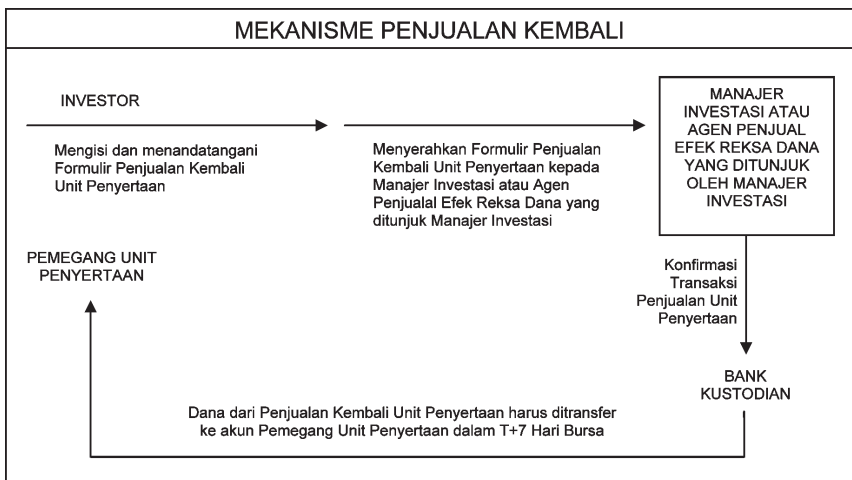 MEKANISME PENJUALAN KEMBALI
INVESTOR
Mengisi dan menandatangani
Formulir Penjualan Kembali
Unit Penyertaan
Menyerahkan Formulir Penjualan
Kembali Unit Penyertaan kepada
Manajer Investasi atau Agen
Penjualal Efek Reksa Dana yang
ditunjuk Manajer Investasi
MANAJER
INVESTASI ATAU
AGEN PENJUAL
EFEK REKSA DANA
YANG DITUNJUK
OLEH MANAJER
INVESTASI
Konfirmasi
Transaksi
Penjualan Unit
Penyertaan
BANK
KUSTODIAN
Dana dari Penjualan Kembali Unit Penyertaan harus ditransfer
ke akun Pemegang Unit Penyertaan dalam T+7 Hari Bursa
PEMEGANG UNIT
PENYERTAAN